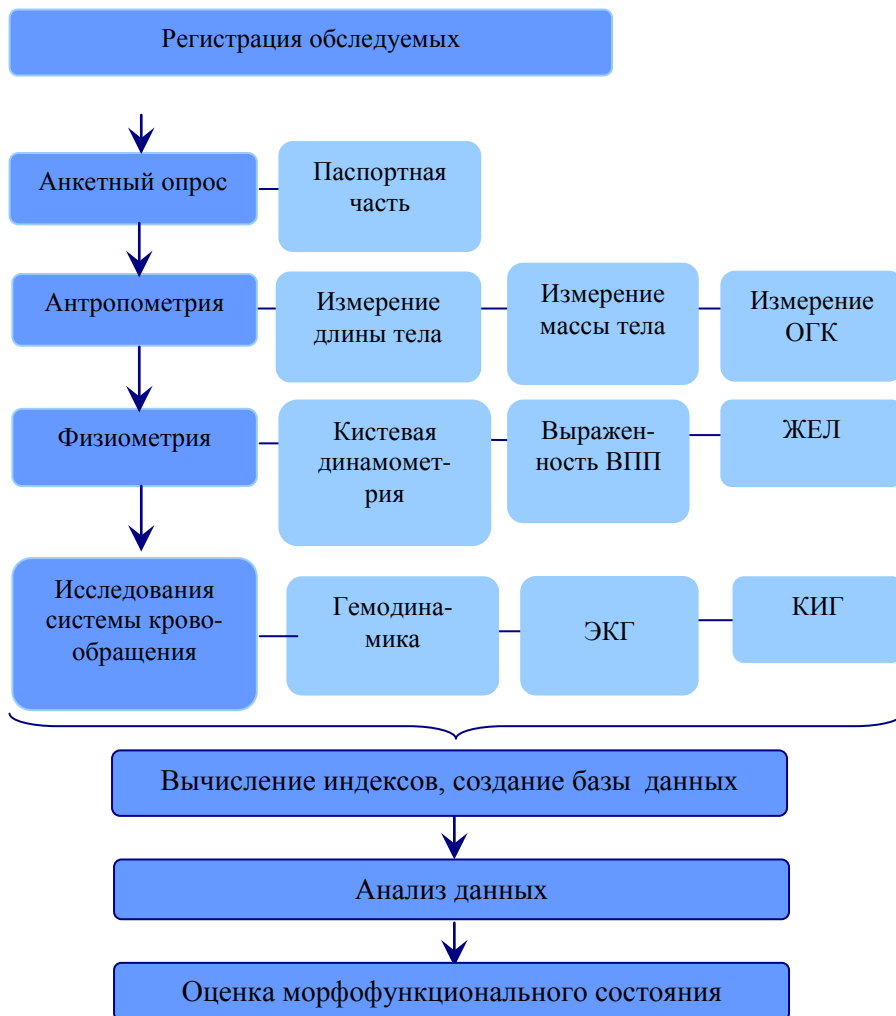 Регистрация обследуемых
Анкетный опрос
Паспортная
часть
Антропометрия
Измерение
длины тела
Измерение
массы тела
Измерение
ОГК
Физиометрия
Кистевая
динамомет-
рия
Выражен-
ность ВПП
ЖЕЛ
Исследования
системы крово-
обращения
Гемодина-
мика
ЭКГ
КИГ
Вычисление индексов, создание базы данных
Анализ данных
Оценка морфофункционального состояния